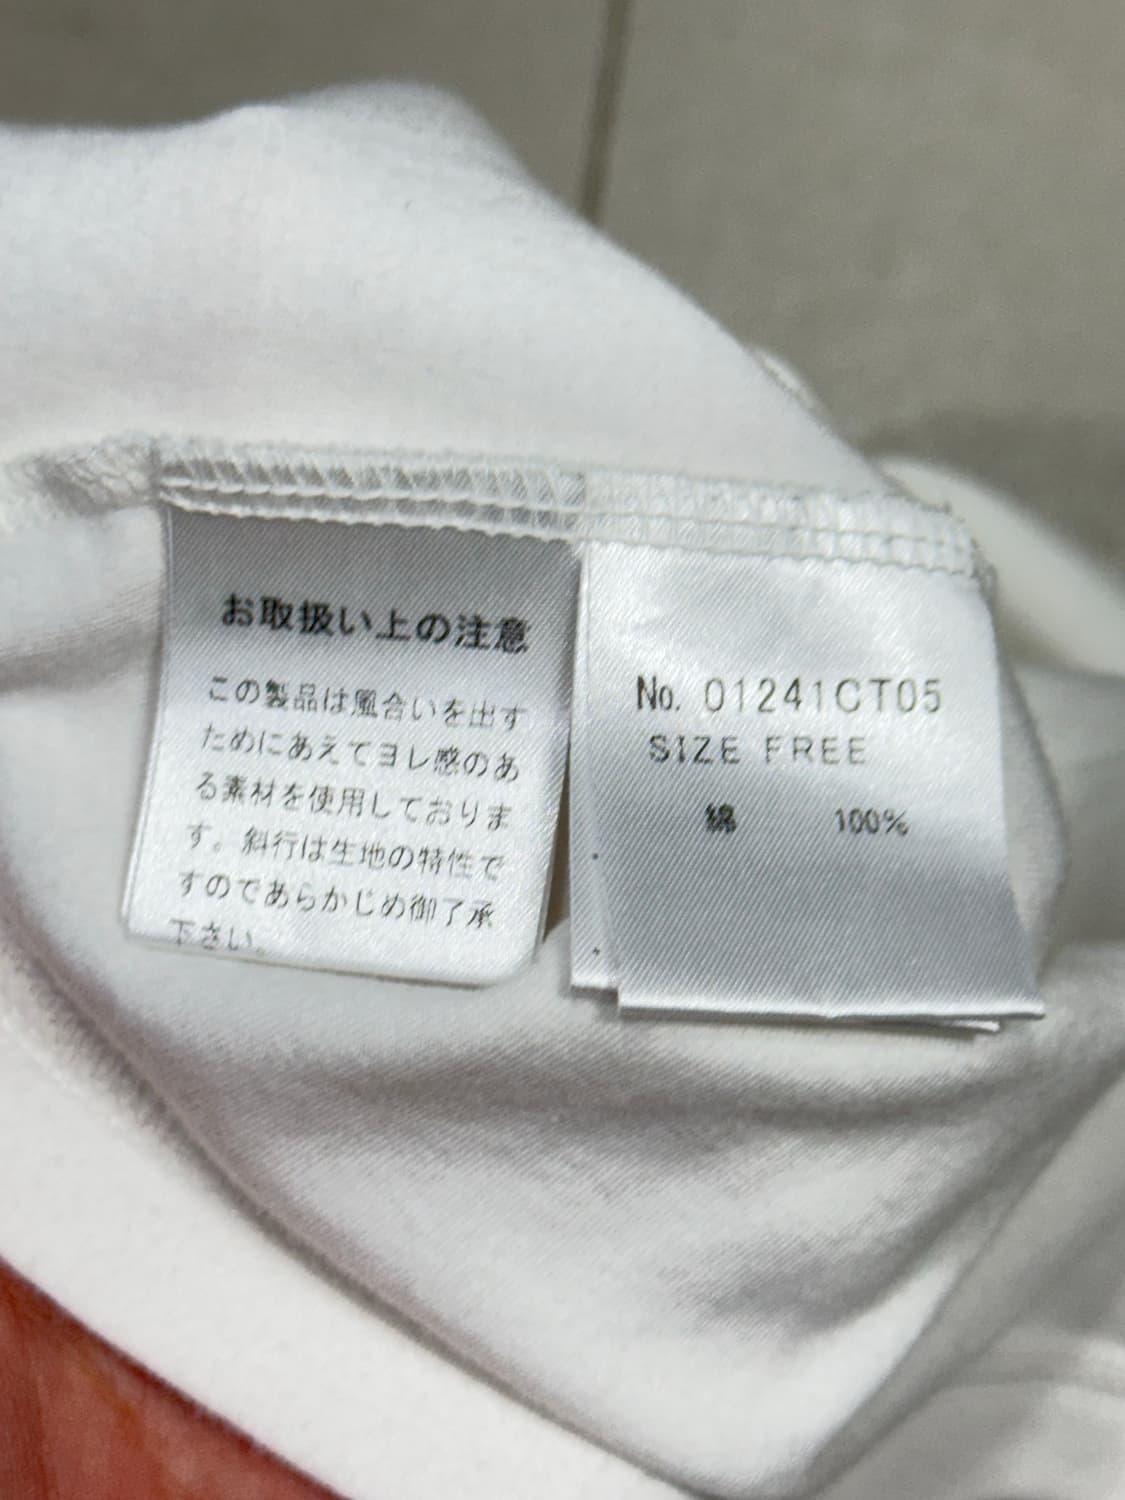 お取扱い上の注意
この製品は風合いを出す
ためにあえてヨレ感のあ
る素材を使用しておりま
す。斜行は生地の特性で
すのであらかじめ御了承
下さい。
No. 01241CT05
SIZE FREE
綿 100%